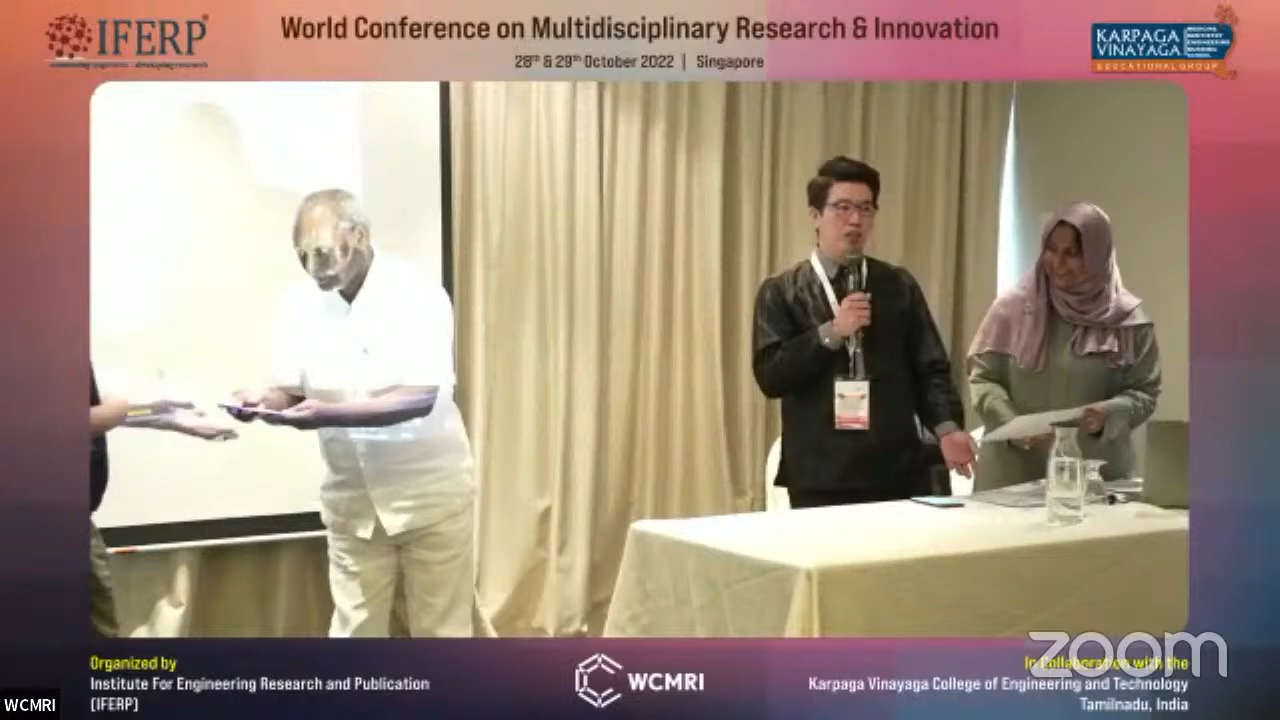 IFERP
World Conference on Multidisciplinary Research & Innovation
28th & 29th October 2022 | Singapore
KARPAGA
VINAYAGA
EDUCATIONAL GROUP
Organized by
Institute For Engineering Research and Publication
(IFERP)
WCMRI
In Collaboration with the
Karpaga Vinayaga College of Engineering and Technology
Tamilnadu, India
zoom
WCMRI